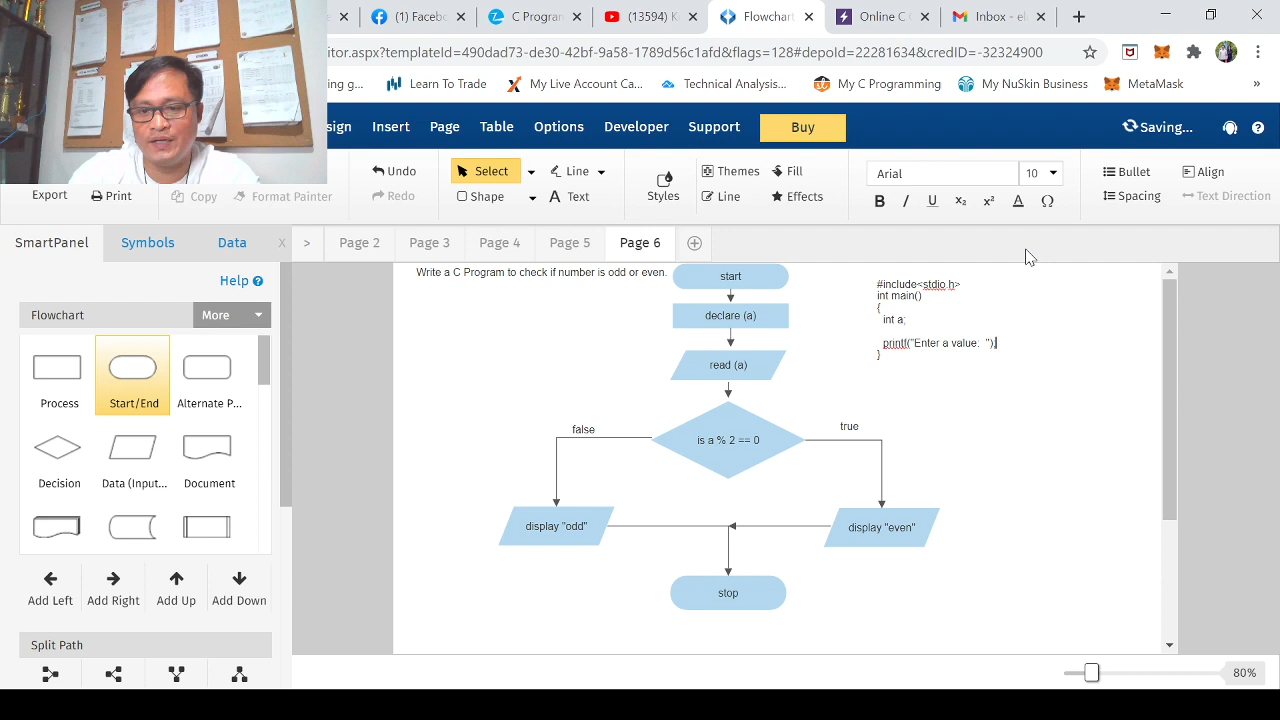 (1) Faceb
C Program
(13594) K
Flowchart
Online C
Inbox - el
itor.aspx?templateId=490dad73-de30-42bf-9a58-1789d56c1afd&flags=128#depoId=22281634&credID=-32324900
ing g...
Learn To Trade
My Live Account Ca...
Technical Analysis...
My C Programming
My NuSkin Business
MetaMask
»
sign
Insert
Page
Table
Options
Developer
Support
Buy
Saving...
Export
Print
Undo
Redo
Copy
Format Painter
Select
Line
Shape
A Text
Styles
Themes
Fill
Line
Effects
Arial
10
B I U X₂ X² A Ω
Bullet
Align
Spacing
Text Direction
SmartPanel
Symbols
Data
X
>
Page 2
Page 3
Page 4
Page 5
Page 6
Help
Flowchart
More
Process
Start/End
Alternate P...
Decision
Data (Input...
Document
Add Left
Add Right
Add Up
Add Down
Split Path
Write a C Program to check if number is odd or even.
start
declare (a)
read (a)
is a % 2 == 0
false
true
display "odd"
display "even"
stop
#include<stdio.h>
int main()
{
int a;
printf("Enter a value: ");
}
80%